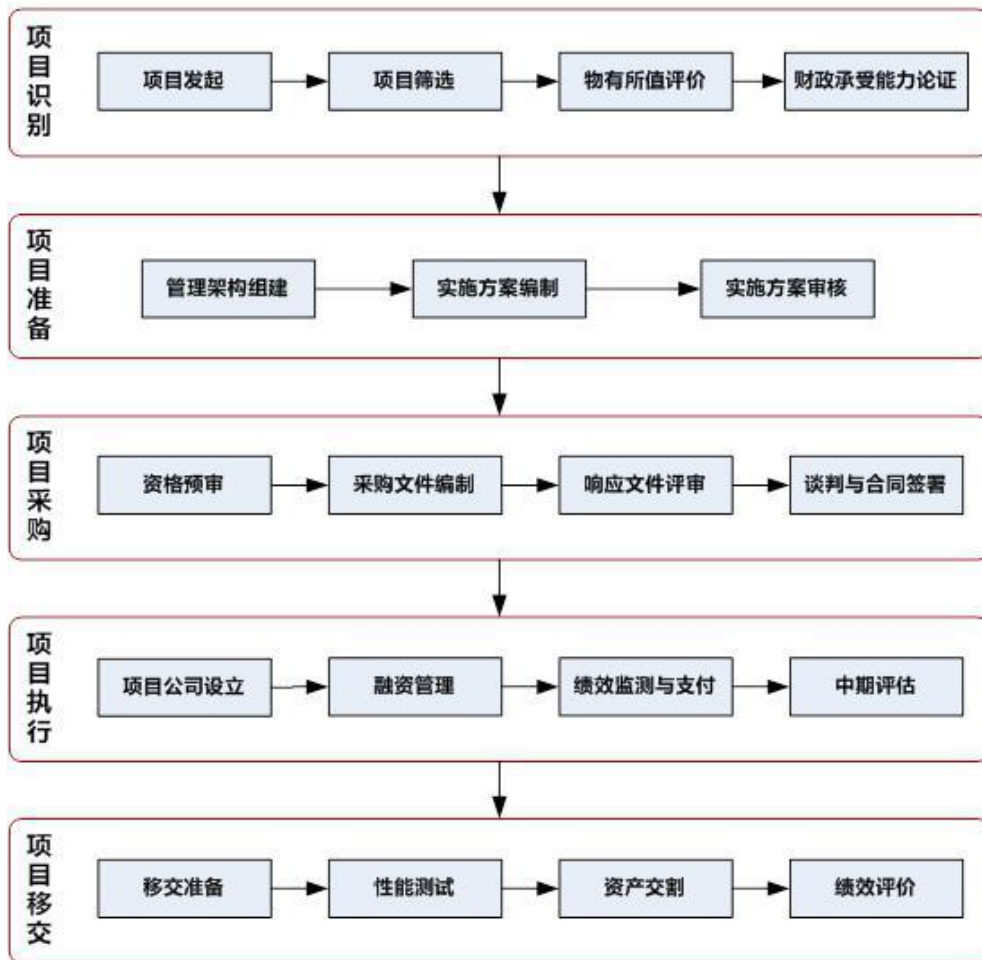 项目识别
项目发起
项目筛选
物有所值评价
财政承受能力论证
项目准备
管理架构组建
实施方案编制
实施方案审核
项目采购
资格预审
采购文件编制
响应文件评审
谈判与合同签署
项目执行
项目公司设立
融资管理
绩效监测与支付
中期评估
项目移交
移交准备
性能测试
资产交割
绩效评价